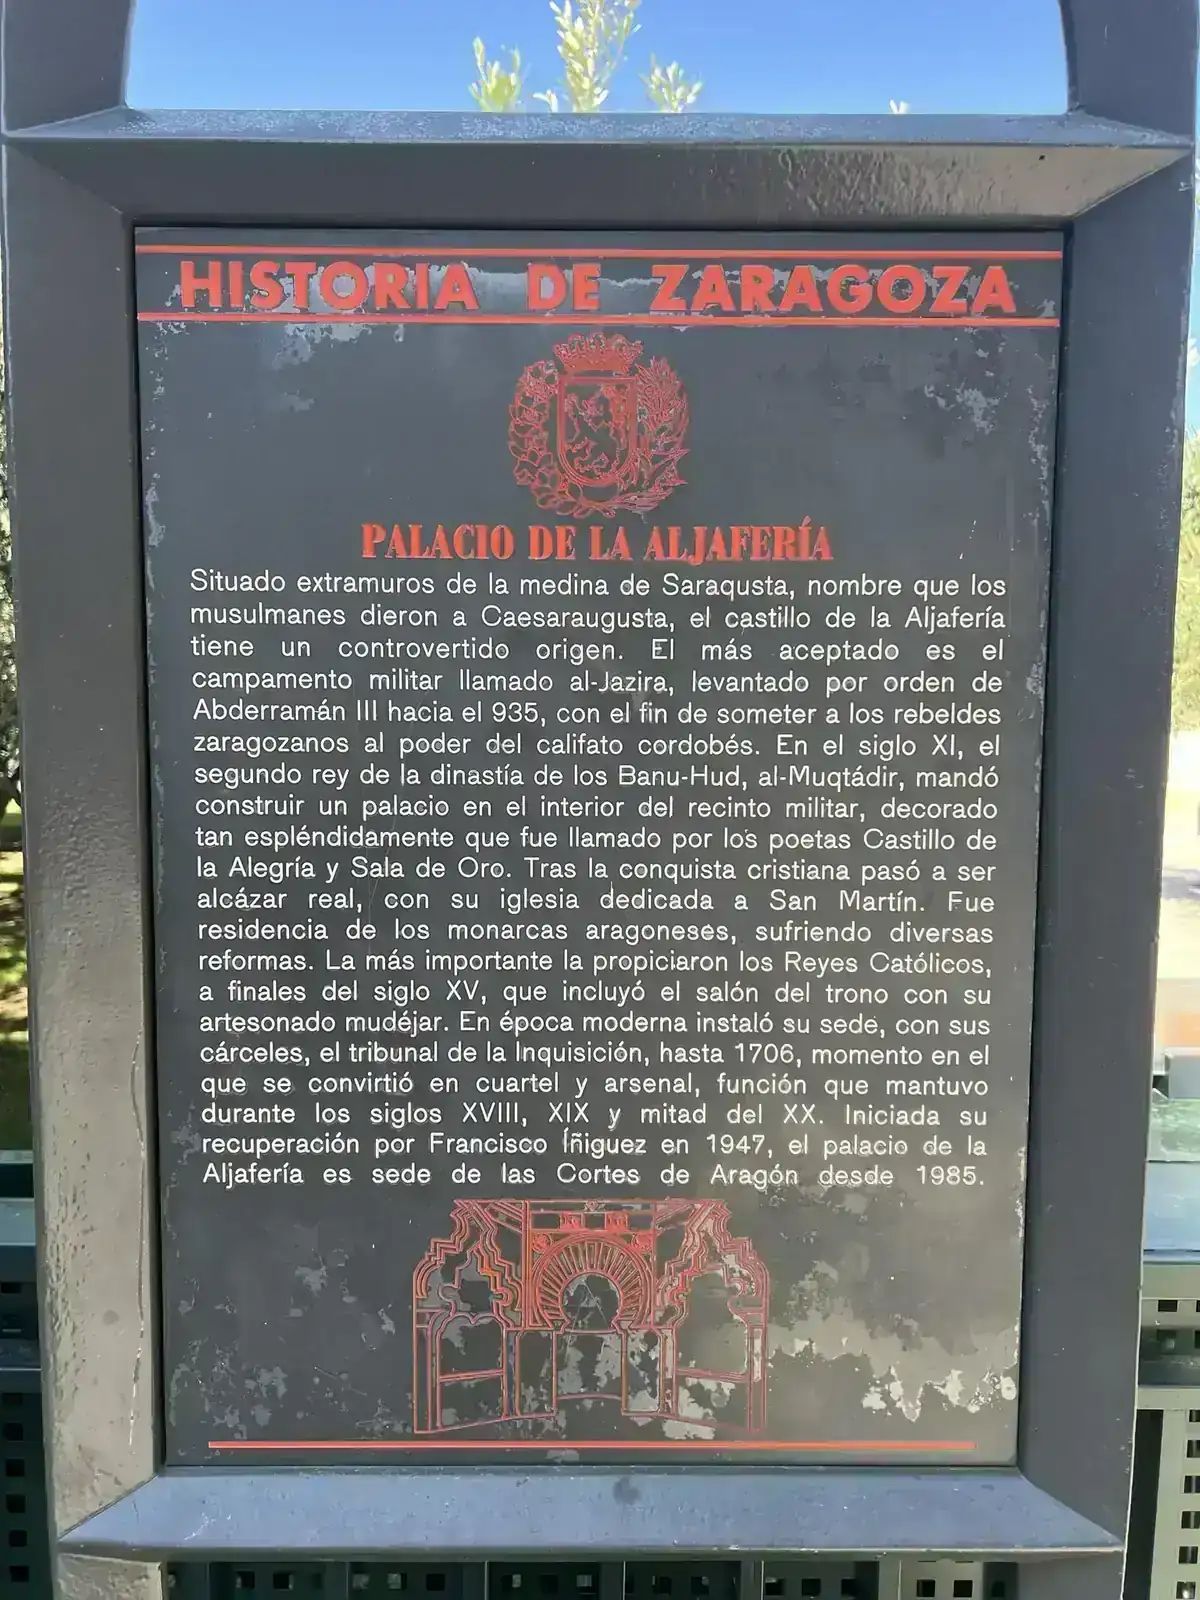 HISTORIA DE ZARAGOZA
PALACIO DE LA ALJAFERÍA
Situado extramuros de la medina de Saraqusta, nombre que los
musulmanes dieron a Caesaraugusta, el castillo de la Aljafería
tiene un controvertido origen. El más aceptado es el
campamento militar llamado al-Jazira, levantado por orden de
Abderramán III hacia el 935, con el fin de someter a los rebeldes
zaragozanos al poder del califato cordobés. En el siglo XI, el
segundo rey de la dinastía de los Banu-Hud, al-Muqtádir, mandó
construir un palacio en el interior del recinto militar, decorado
tan espléndidamente que fue llamado por los poetas Castillo de
la Alegría y Sala de Oro. Tras la conquista cristiana pasó a ser
alcázar real, con su iglesia dedicada a San Martín. Fue
residencia de los monarcas aragoneses, sufriendo diversas
reformas. La más importante la propiciaron los Reyes Católicos,
a finales del siglo XV, que incluyó el salón del trono con su
artesonado mudéjar. En época moderna instaló su sede, con sus
cárceles, el tribunal de la Inquisición, hasta 1706, momento en el
que se convirtió en cuartel y arsenal, función que mantuvo
durante los siglos XVIII, XIX y mitad del XX. Iniciada su
recuperación por Francisco Íñiguez en 1947, el palacio de la
Aljafería es sede de las Cortes de Aragón desde 1985.